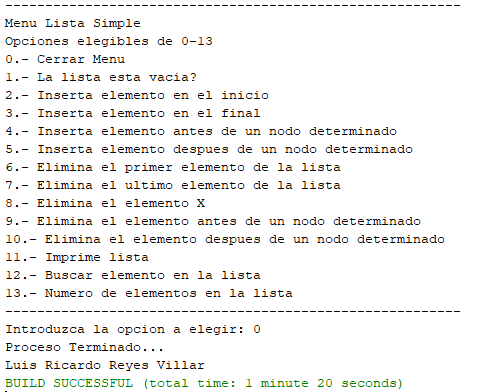 ----------------------------------------------------------
Menu Lista Simple
Opciones elegibles de 0-13
0.- Cerrar Menu
1.- La lista esta vacia?
2.- Inserta elemento en el inicio
3.- Inserta elemento en el final
4.- Inserta elemento antes de un nodo determinado
5.- Inserta elemento despues de un nodo determinado
6.- Elimina el primer elemento de la lista
7.- Elimina el ultimo elemento de la lista
8.- Elimina el elemento X
9.- Elimina el elemento antes de un nodo determinado
10.- Elimina el elemento despues de un nodo determinado
11.- Imprime lista
12.- Buscar elemento en la lista
13.- Numero de elementos en la lista
----------------------------------------------------------
Introduzca la opcion a elegir: 0
Proceso Terminado...
Luis Ricardo Reyes Villar
BUILD SUCCESSFUL (total time: 1 minute 20 seconds)